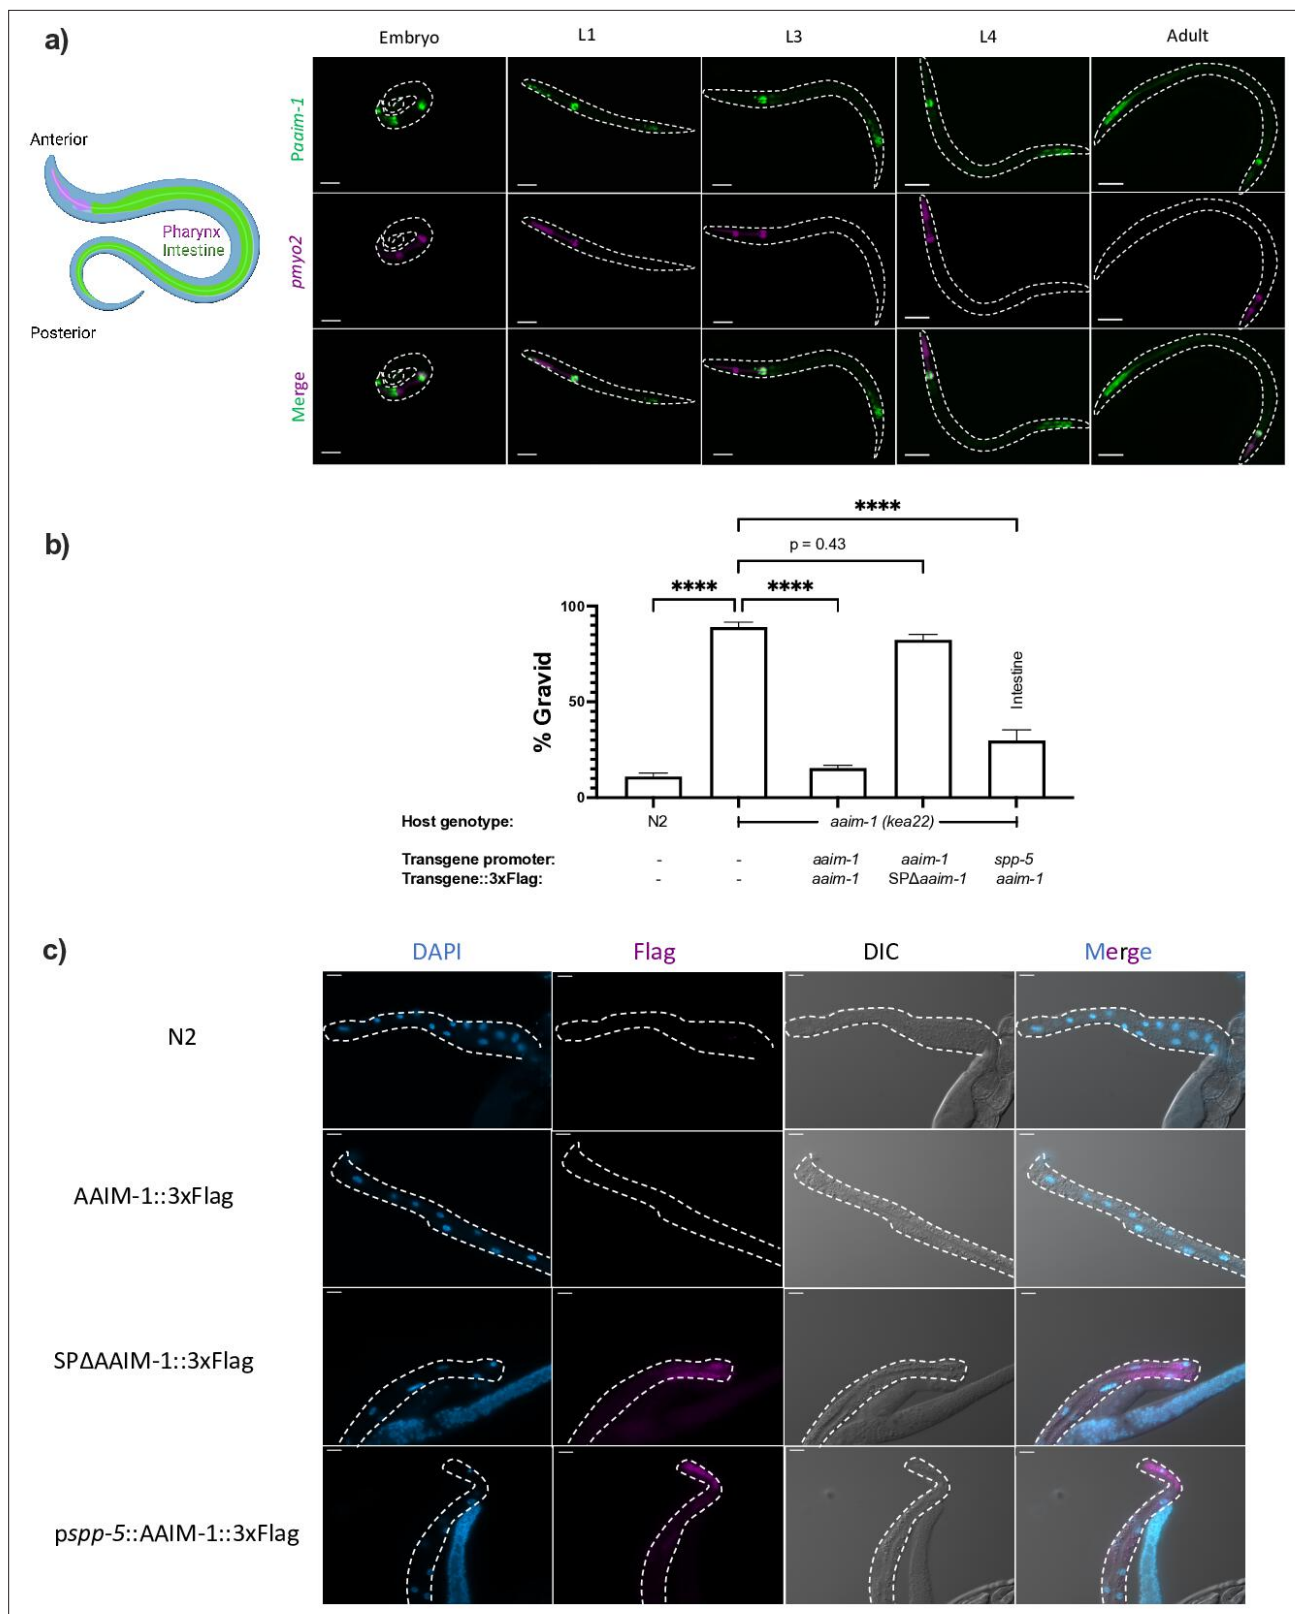 a)
Embryo L1 L3 L4 Adult
Paaim-1
Anterior
Pharynx
Intestine
pmyo2
Posterior
Merge
b)
****
p = 0.43
**** ****
% Gravid
100
50
0
Intestine
Host genotype: N2 aaim-1 (kea22)
Transgene promoter: - - aaim-1 aaim-1 spp-5
Transgene::3xFlag: - - aaim-1 SPΔaaim-1 aaim-1
c)
DAPI Flag DIC Merge
N2
AAIM-1::3xFlag
SPΔAAIM-1::3xFlag
pspp-5::AAIM-1::3xFlag